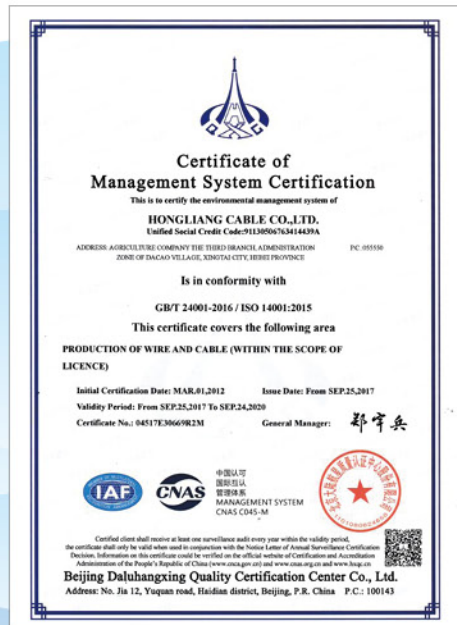 Certificate of
Management System Certification
This is to certify the environmental management system of
HONGLIANG CABLE CO.,LTD.
Unified Social Credit Code:91130506763414439A
ADDRESS: AGRICULTURE COMPANY THE THIRD BRANCH, ADMINISTRATION P.C: 055550
ZONE OF DACAO VILLAGE, XINGTAI CITY, HEBEI PROVINCE
Is in conformity with
GB/T 24001-2016 / ISO 14001:2015
This certificate covers the following area
PRODUCTION OF WIRE AND CABLE (WITHIN THE SCOPE OF
LICENCE)
Initial Certification Date: MAR.01,2012 Issue Date: From SEP.25,2017
Validity Period: From SEP.25,2017 To SEP.24,2020
Certificate No.: 04517E30669R2M General Manager:
IAF
CNAS
中国认可
国际互认
管理体系
MANAGEMENT SYSTEM
CNAS C045-M
Certified client shall receive at least one surveillance audit every year within the validity period,
the certificate shall only be valid when used in conjunction with the Notice Letter of Annual Surveillance Certification
Decision. Information on this certificate could be verified on the official website of Certification and Accreditation
Administration of the People's Republic of China (www.cnca.gov.cn) and www.cnas.org.cn and www.hxqc.cn
Beijing Daluhangxing Quality Certification Center Co., Ltd.
Address: No. Jia 12, Yuquan road, Haidian district, Beijing, P.R. China P.C.: 100143